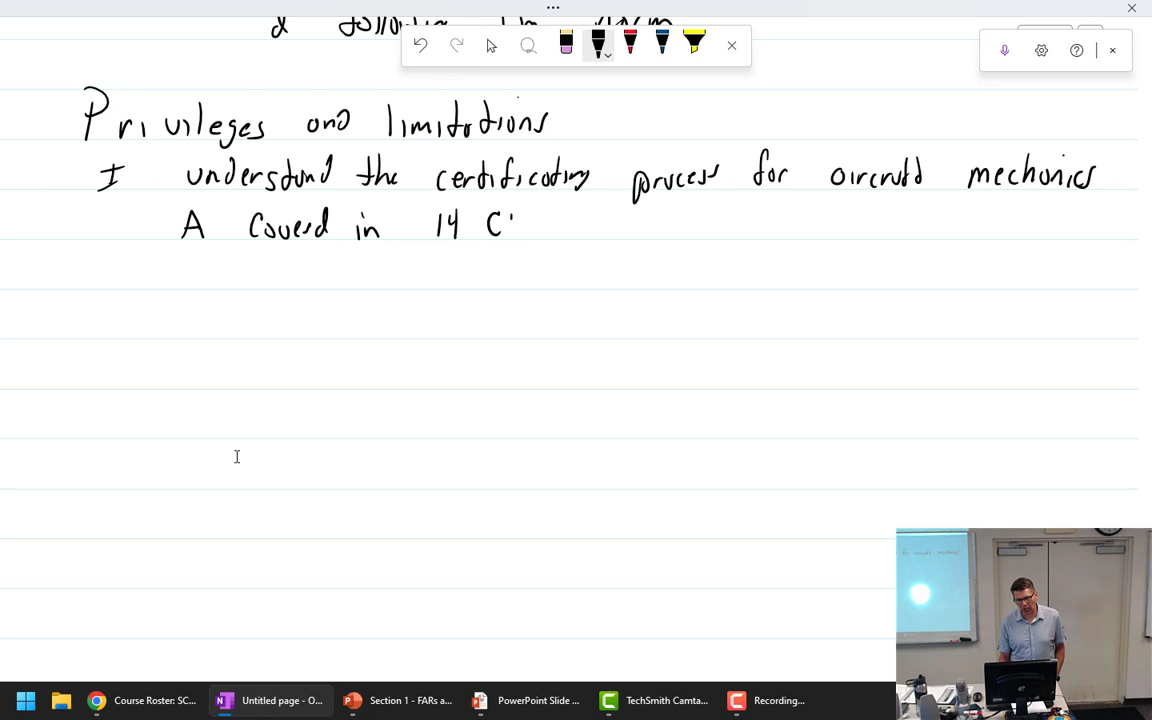 Privileges and limitations
I understand the certificating process for aircraft mechanics
A Covered in 14 C
Course Roster: SC...
Untitled page - O...
Section 1 - FARs a...
PowerPoint Slide ...
TechSmith Camta...
Recording...